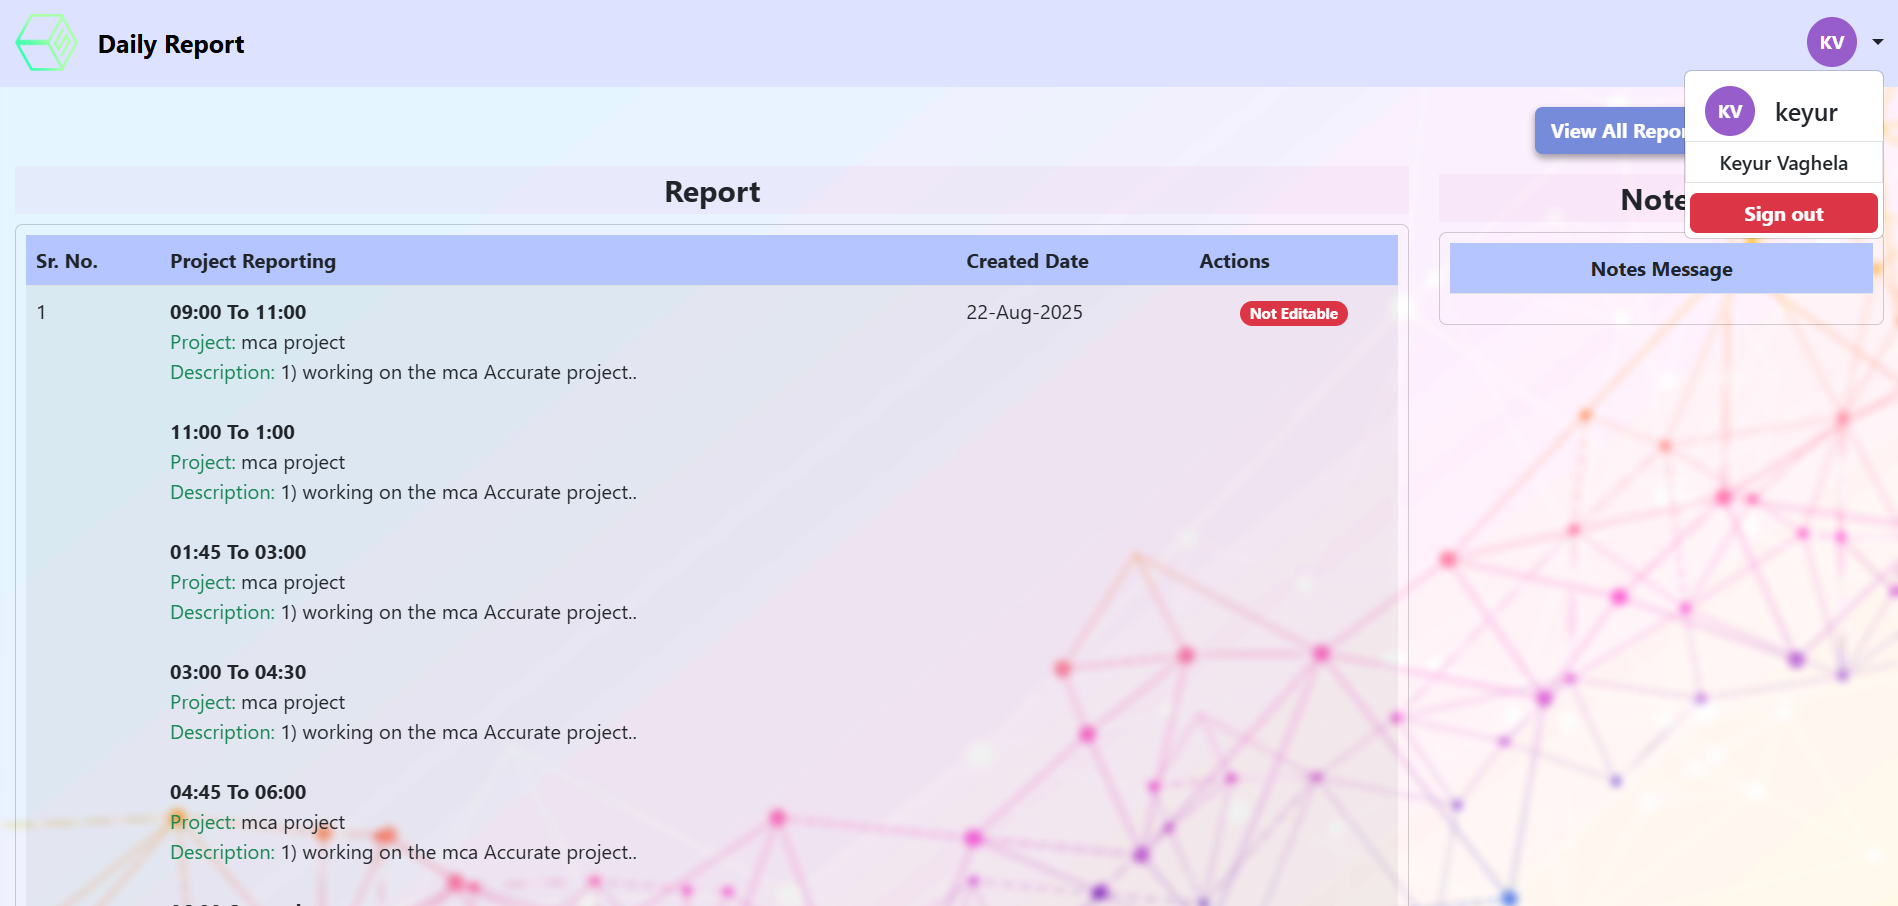 Daily Report
KV
KV keyur
Keyur Vaghela
Sign out
View All
Report
Sr. No. Project Reporting Created Date Actions
1 09:00 To 11:00 22-Aug-2025 Not Editable
Project: mca project
Description: 1) working on the mca Accurate project..
11:00 To 1:00
Project: mca project
Description: 1) working on the mca Accurate project..
01:45 To 03:00
Project: mca project
Description: 1) working on the mca Accurate project..
03:00 To 04:30
Project: mca project
Description: 1) working on the mca Accurate project..
04:45 To 06:00
Project: mca project
Description: 1) working on the mca Accurate project..
Notes Message